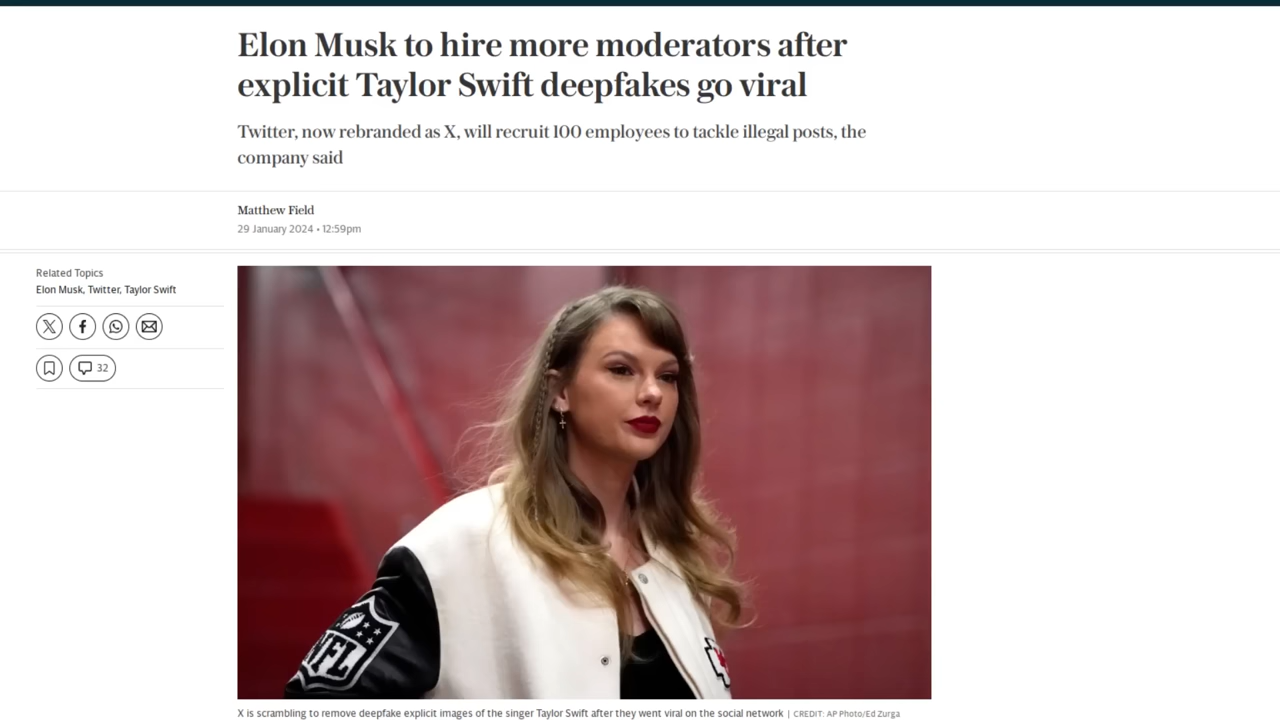 Elon Musk to hire more moderators after
explicit Taylor Swift deepfakes go viral
Twitter, now rebranded as X, will recruit 100 employees to tackle illegal posts, the
company said
Matthew Field
29 January 2024 • 12:59pm
Related Topics
Elon Musk, Twitter, Taylor Swift
32
NFL
X is scrambling to remove deepfake explicit images of the singer Taylor Swift after they went viral on the social network | CREDIT: AP Photo/Ed Zurga